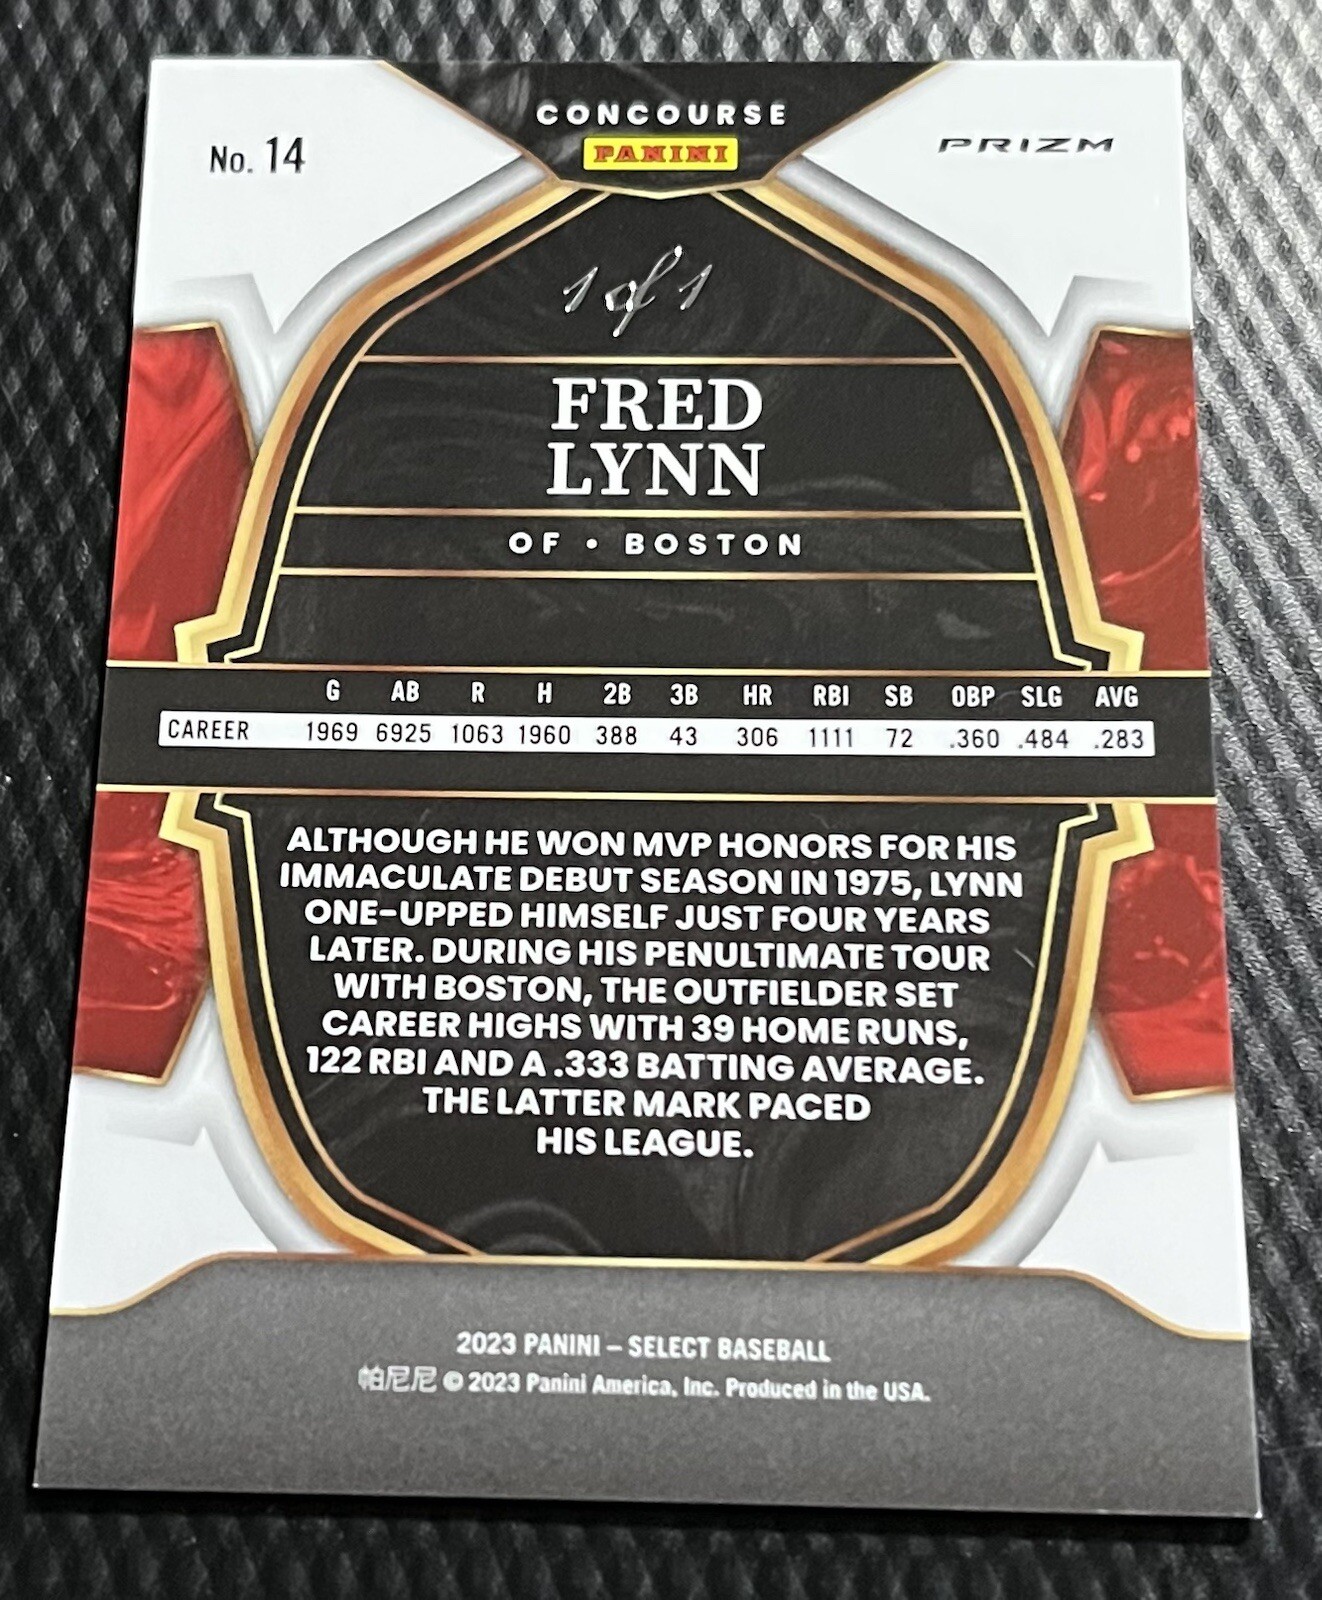 CONCOURSE
No. 14
PANINI
PRIZM
1 of 1
FRED
LYNN
OF • BOSTON
G AB R H 2B 3B HR RBI SB OBP SLG AVG
CAREER 1969 6925 1063 1960 388 43 306 1111 72 .360 .484 .283
ALTHOUGH HE WON MVP HONORS FOR HIS
IMMACULATE DEBUT SEASON IN 1975, LYNN
ONE-UPPED HIMSELF JUST FOUR YEARS
LATER. DURING HIS PENULTIMATE TOUR
WITH BOSTON, THE OUTFIELDER SET
CAREER HIGHS WITH 39 HOME RUNS,
122 RBI AND A .333 BATTING AVERAGE.
THE LATTER MARK PACED
HIS LEAGUE.
2023 PANINI – SELECT BASEBALL
帕尼尼 © 2023 Panini America, Inc. Produced in the USA.